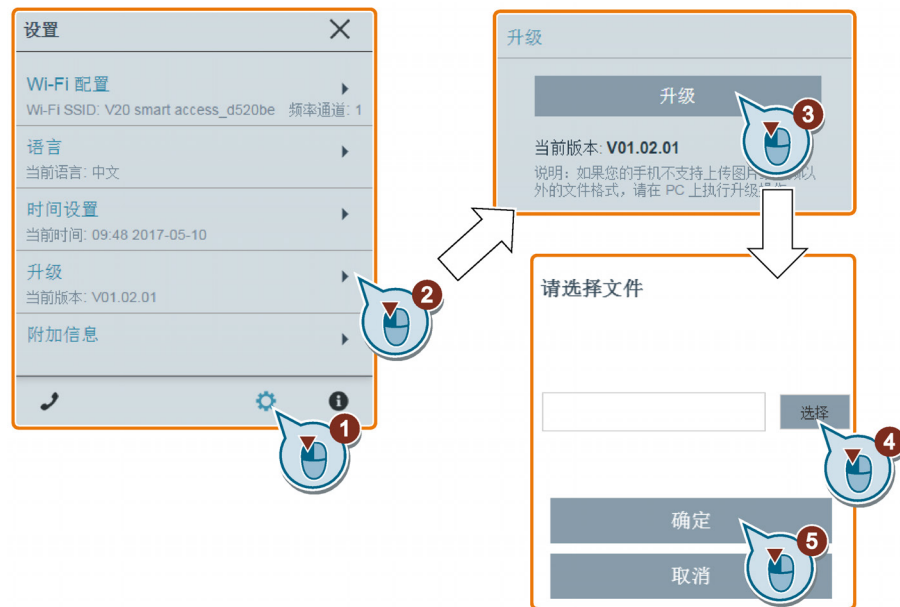 设置
Wi-Fi 配置
Wi-Fi SSID: V20 smart access_d520be 频率通道: 1
语言
当前语言: 中文
时间设置
当前时间: 09:48 2017-05-10
升级
当前版本: V01.02.01
附加信息
1
2
升级
升级
3
当前版本: V01.02.01
说明：如果您的手机不支持上传图片
外的文件格式，请在 PC 上执行升级
请选择文件
选择
4
确定
5
取消